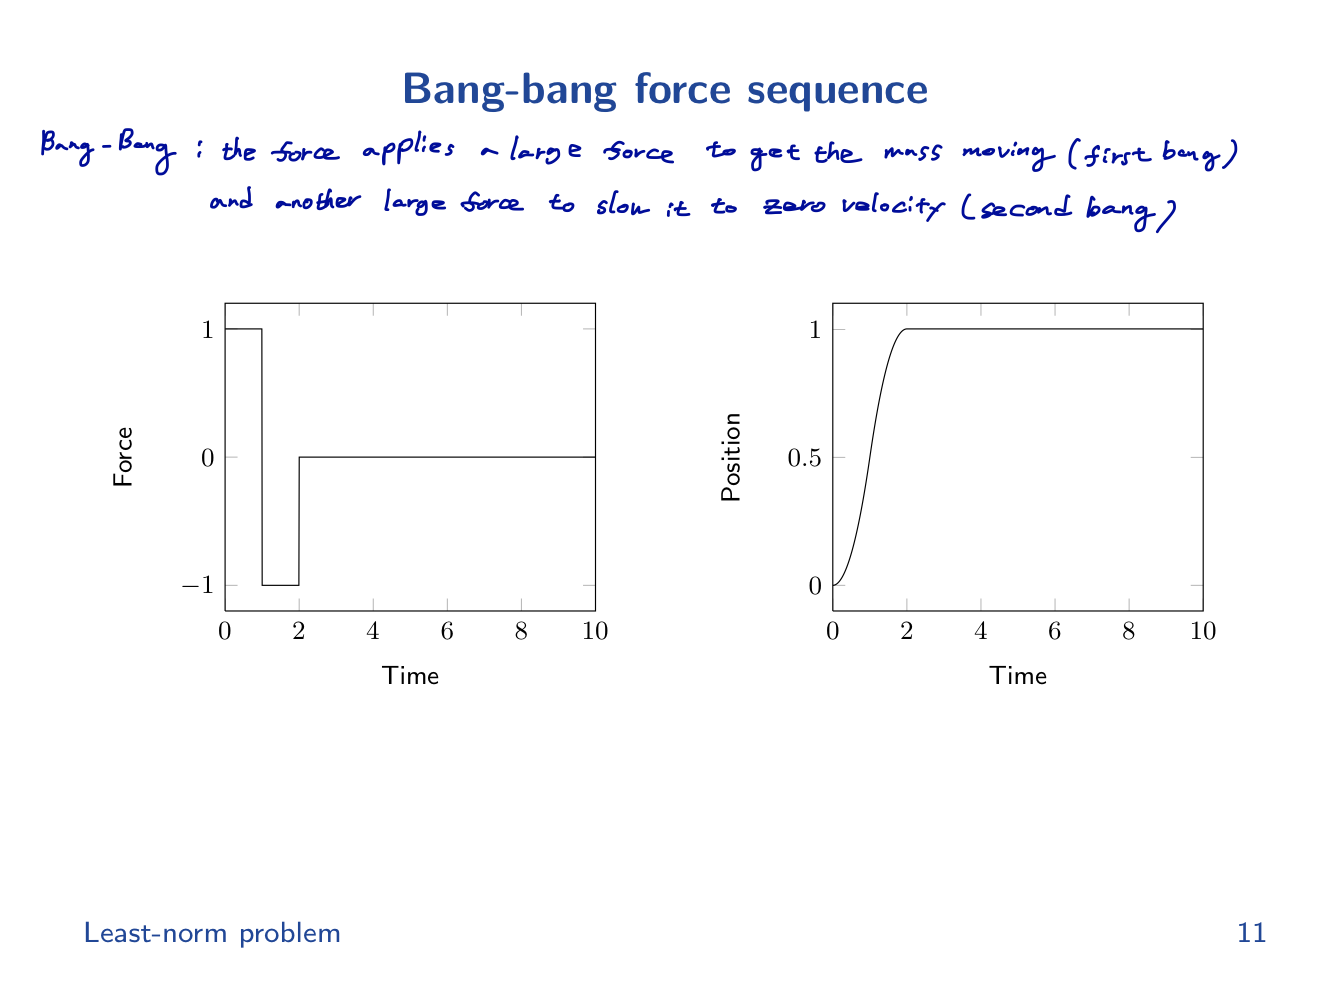 Bang-bang force sequence
Bang-Bang : the force applies a large force to get the mass moving (first bang)
and another large force to slow it to zero velocity (second bang)
1
0
−1
Force
0 2 4 6 8 10
Time
1
0.5
0
Position
0 2 4 6 8 10
Time
Least-norm problem 11